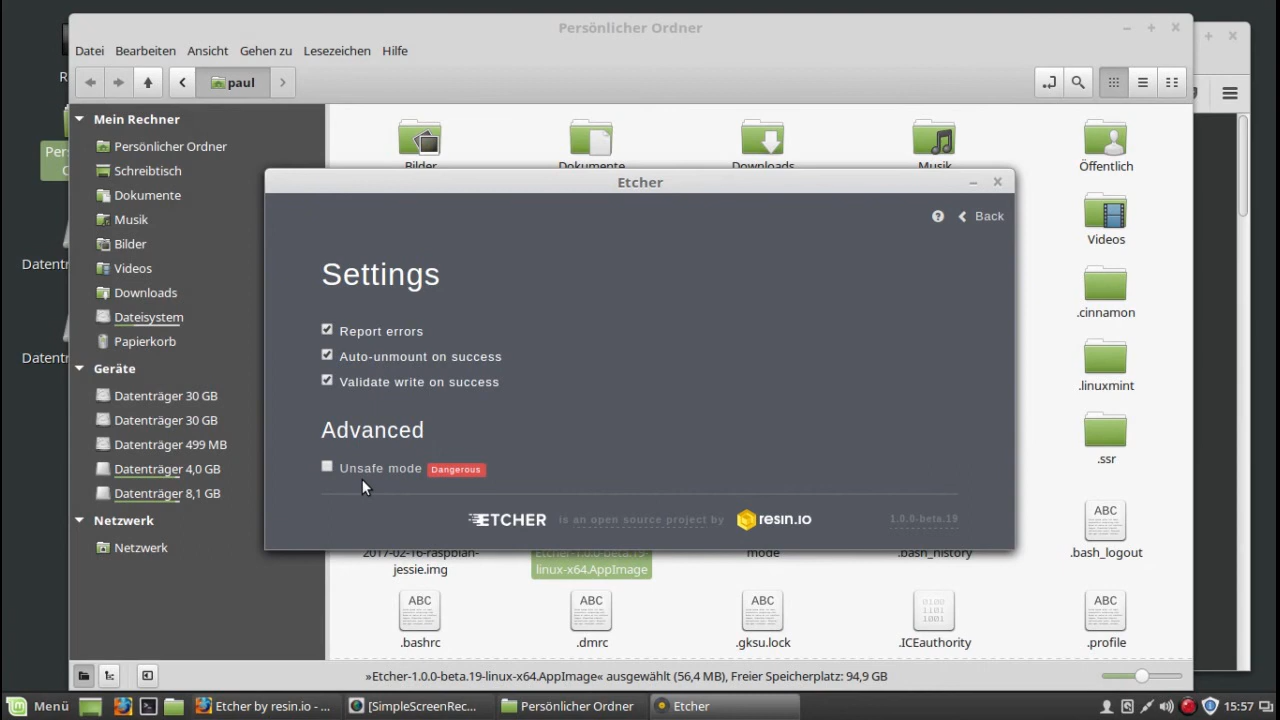 Persönlicher Ordner
Datei Bearbeiten Ansicht Gehen zu Lesezeichen Hilfe
paul
Mein Rechner
Persönlicher Ordner
Schreibtisch
Dokumente
Musik
Bilder
Videos
Downloads
Dateisystem
Papierkorb
Geräte
Datenträger 30 GB
Datenträger 30 GB
Datenträger 499 MB
Datenträger 4,0 GB
Datenträger 8,1 GB
Netzwerk
Netzwerk
Bilder Dokumente Downloads Musik Öffentlich
Videos
.cinnamon
.linuxmint
.ssr
Etcher
Back
Settings
Report errors
Auto-unmount on success
Validate write on success
Advanced
Unsafe mode Dangerous
ETCHER is an open source project by resin.io 1.0.0-beta.19
2017-02-16-raspbian-
jessie.img
Etcher-1.0.0-beta.19-
linux-x64.AppImage
mode
.bash_history
ABC
.bash_logout
ABC ABC ABC 0100 1101 1001 ABC
.bashrc .dmrc .gksu.lock .ICEauthority .profile
»Etcher-1.0.0-beta.19-linux-x64.AppImage« ausgewählt (56,4 MB), Freier Speicherplatz: 94,9 GB
Menü Etcher by resin.io - ... [SimpleScreenRec... Persönlicher Ordner Etcher 15:57